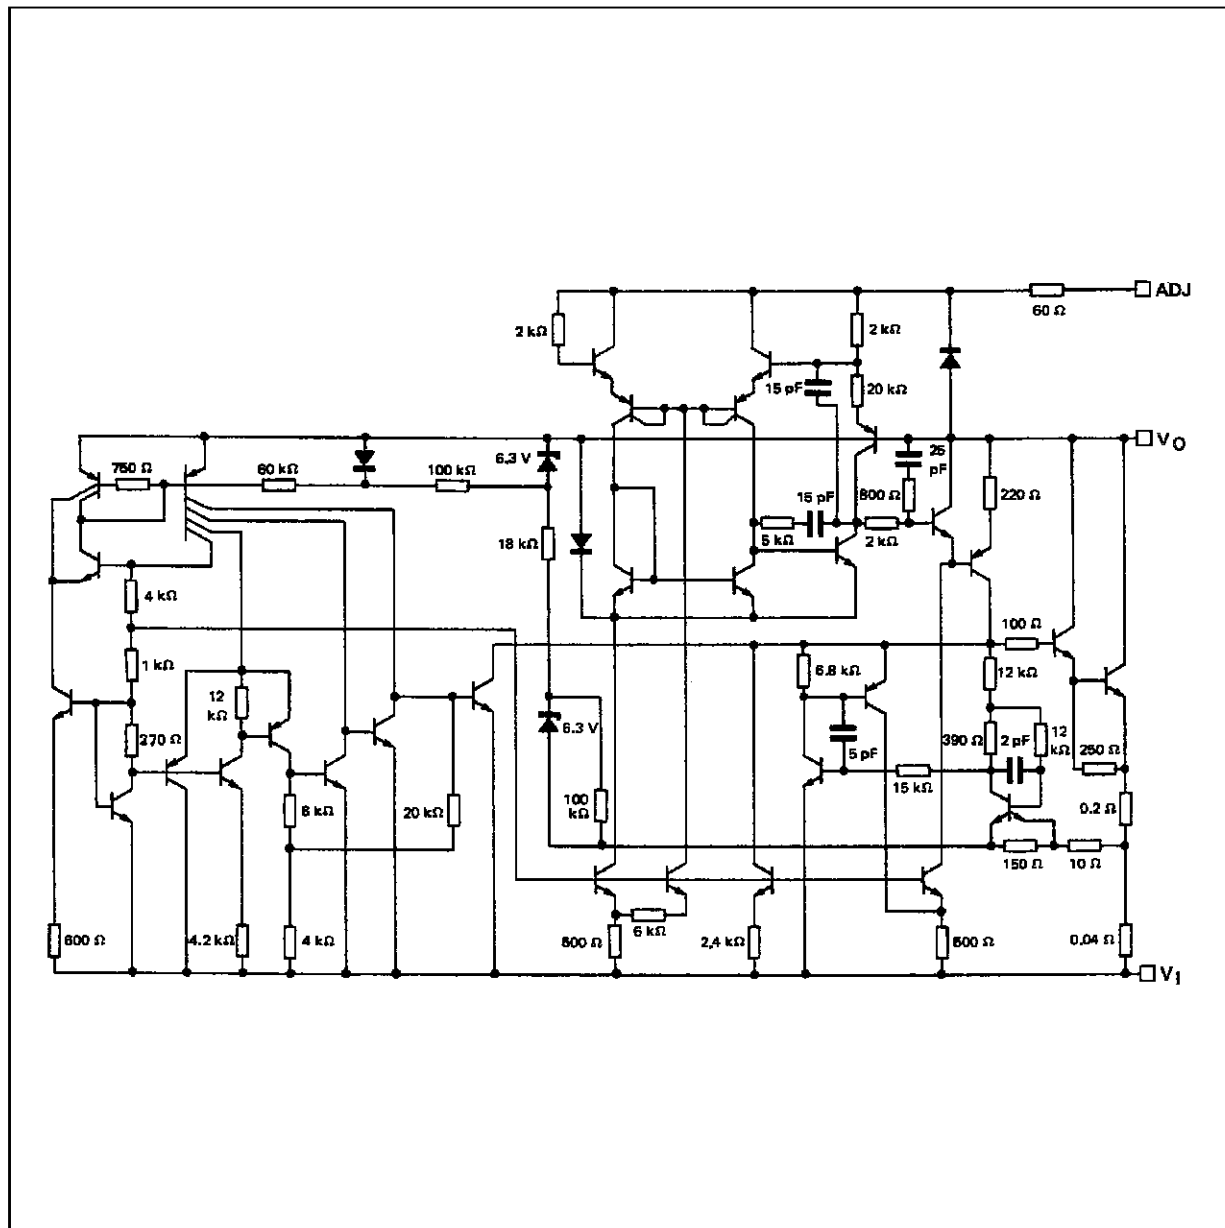 ADJ
60 Ω
2 kΩ
2 kΩ
15 pF
20 kΩ
VO
750 Ω
60 kΩ
100 kΩ
6.3 V
25 pF
15 pF
800 Ω
220 Ω
5 kΩ
2 kΩ
18 kΩ
4 kΩ
100 Ω
1 kΩ
12 kΩ
6.8 kΩ
12 kΩ
6.3 V
270 Ω
390 Ω
2 pF
12 kΩ
5 pF
250 Ω
15 kΩ
100 kΩ
8 kΩ
20 kΩ
0.2 Ω
150 Ω
10 Ω
6 kΩ
600 Ω
4.2 kΩ
4 kΩ
500 Ω
2,4 kΩ
500 Ω
0.04 Ω
VI